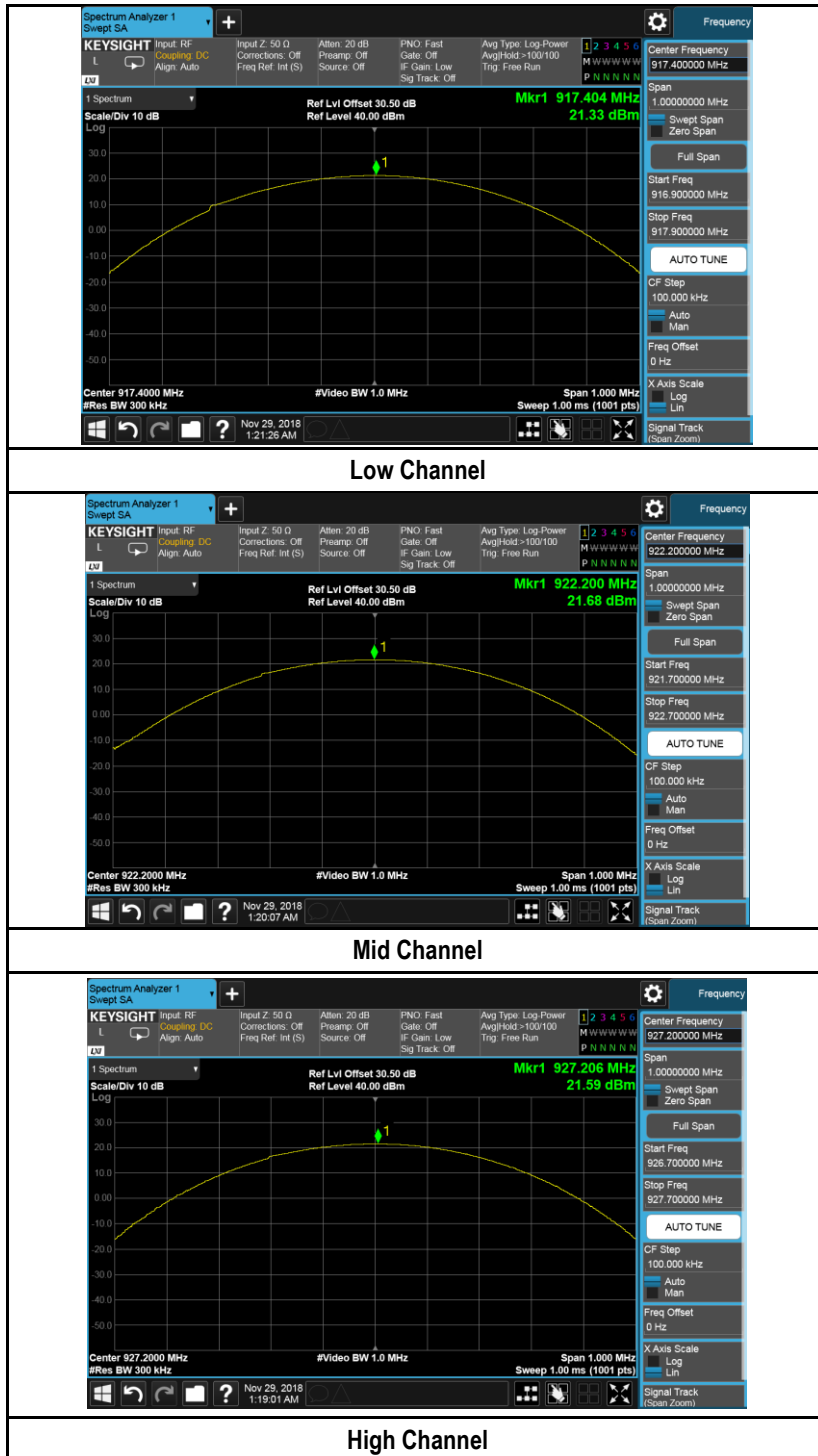 Spectrum Analyzer 1
Swept SA
Frequency
KEYSIGHT
L
LXI
Input: RF
Coupling: DC
Align: Auto
Input Z: 50 Ω
Corrections: Off
Freq Ref: Int (S)
Atten: 20 dB
Preamp: Off
Source: Off
PNO: Fast
Gate: Off
IF Gain: Low
Sig Track: Off
Avg Type: Log-Power
Avg|Hold:>100/100
Trig: Free Run
1 2 3 4 5 6
M W W W W W
P N N N N N
1 Spectrum
Scale/Div 10 dB
Log
Ref Lvl Offset 30.50 dB
Ref Level 40.00 dBm
Mkr1 917.404 MHz
21.33 dBm
1
30.0
20.0
10.0
0.00
-10.0
-20.0
-30.0
-40.0
-50.0
Center 917.4000 MHz
#Res BW 300 kHz
#Video BW 1.0 MHz
Span 1.000 MHz
Sweep 1.00 ms (1001 pts)
Nov 29, 2018
1:21:26 AM
Center Frequency
917.400000 MHz
Span
1.00000000 MHz
Swept Span
Zero Span
Full Span
Start Freq
916.900000 MHz
Stop Freq
917.900000 MHz
AUTO TUNE
CF Step
100.000 kHz
Auto
Man
Freq Offset
0 Hz
X Axis Scale
Log
Lin
Signal Track
(Span Zoom)
Low Channel
Spectrum Analyzer 1
Swept SA
Frequency
KEYSIGHT
L
LXI
Input: RF
Coupling: DC
Align: Auto
Input Z: 50 Ω
Corrections: Off
Freq Ref: Int (S)
Atten: 20 dB
Preamp: Off
Source: Off
PNO: Fast
Gate: Off
IF Gain: Low
Sig Track: Off
Avg Type: Log-Power
Avg|Hold:>100/100
Trig: Free Run
1 2 3 4 5 6
M W W W W W
P N N N N N
1 Spectrum
Scale/Div 10 dB
Log
Ref Lvl Offset 30.50 dB
Ref Level 40.00 dBm
Mkr1 922.200 MHz
21.68 dBm
1
30.0
20.0
10.0
0.00
-10.0
-20.0
-30.0
-40.0
-50.0
Center 922.2000 MHz
#Res BW 300 kHz
#Video BW 1.0 MHz
Span 1.000 MHz
Sweep 1.00 ms (1001 pts)
Nov 29, 2018
1:20:07 AM
Center Frequency
922.200000 MHz
Span
1.00000000 MHz
Swept Span
Zero Span
Full Span
Start Freq
921.700000 MHz
Stop Freq
922.700000 MHz
AUTO TUNE
CF Step
100.000 kHz
Auto
Man
Freq Offset
0 Hz
X Axis Scale
Log
Lin
Signal Track
(Span Zoom)
Mid Channel
Spectrum Analyzer 1
Swept SA
Frequency
KEYSIGHT
L
LXI
Input: RF
Coupling: DC
Align: Auto
Input Z: 50 Ω
Corrections: Off
Freq Ref: Int (S)
Atten: 20 dB
Preamp: Off
Source: Off
PNO: Fast
Gate: Off
IF Gain: Low
Sig Track: Off
Avg Type: Log-Power
Avg|Hold:>100/100
Trig: Free Run
1 2 3 4 5 6
M W W W W W
P N N N N N
1 Spectrum
Scale/Div 10 dB
Log
Ref Lvl Offset 30.50 dB
Ref Level 40.00 dBm
Mkr1 927.206 MHz
21.59 dBm
1
30.0
20.0
10.0
0.00
-10.0
-20.0
-30.0
-40.0
-50.0
Center 927.2000 MHz
#Res BW 300 kHz
#Video BW 1.0 MHz
Span 1.000 MHz
Sweep 1.00 ms (1001 pts)
Nov 29, 2018
1:19:01 AM
Center Frequency
927.200000 MHz
Span
1.00000000 MHz
Swept Span
Zero Span
Full Span
Start Freq
926.700000 MHz
Stop Freq
927.700000 MHz
AUTO TUNE
CF Step
100.000 kHz
Auto
Man
Freq Offset
0 Hz
X Axis Scale
Log
Lin
Signal Track
(Span Zoom)
High Channel